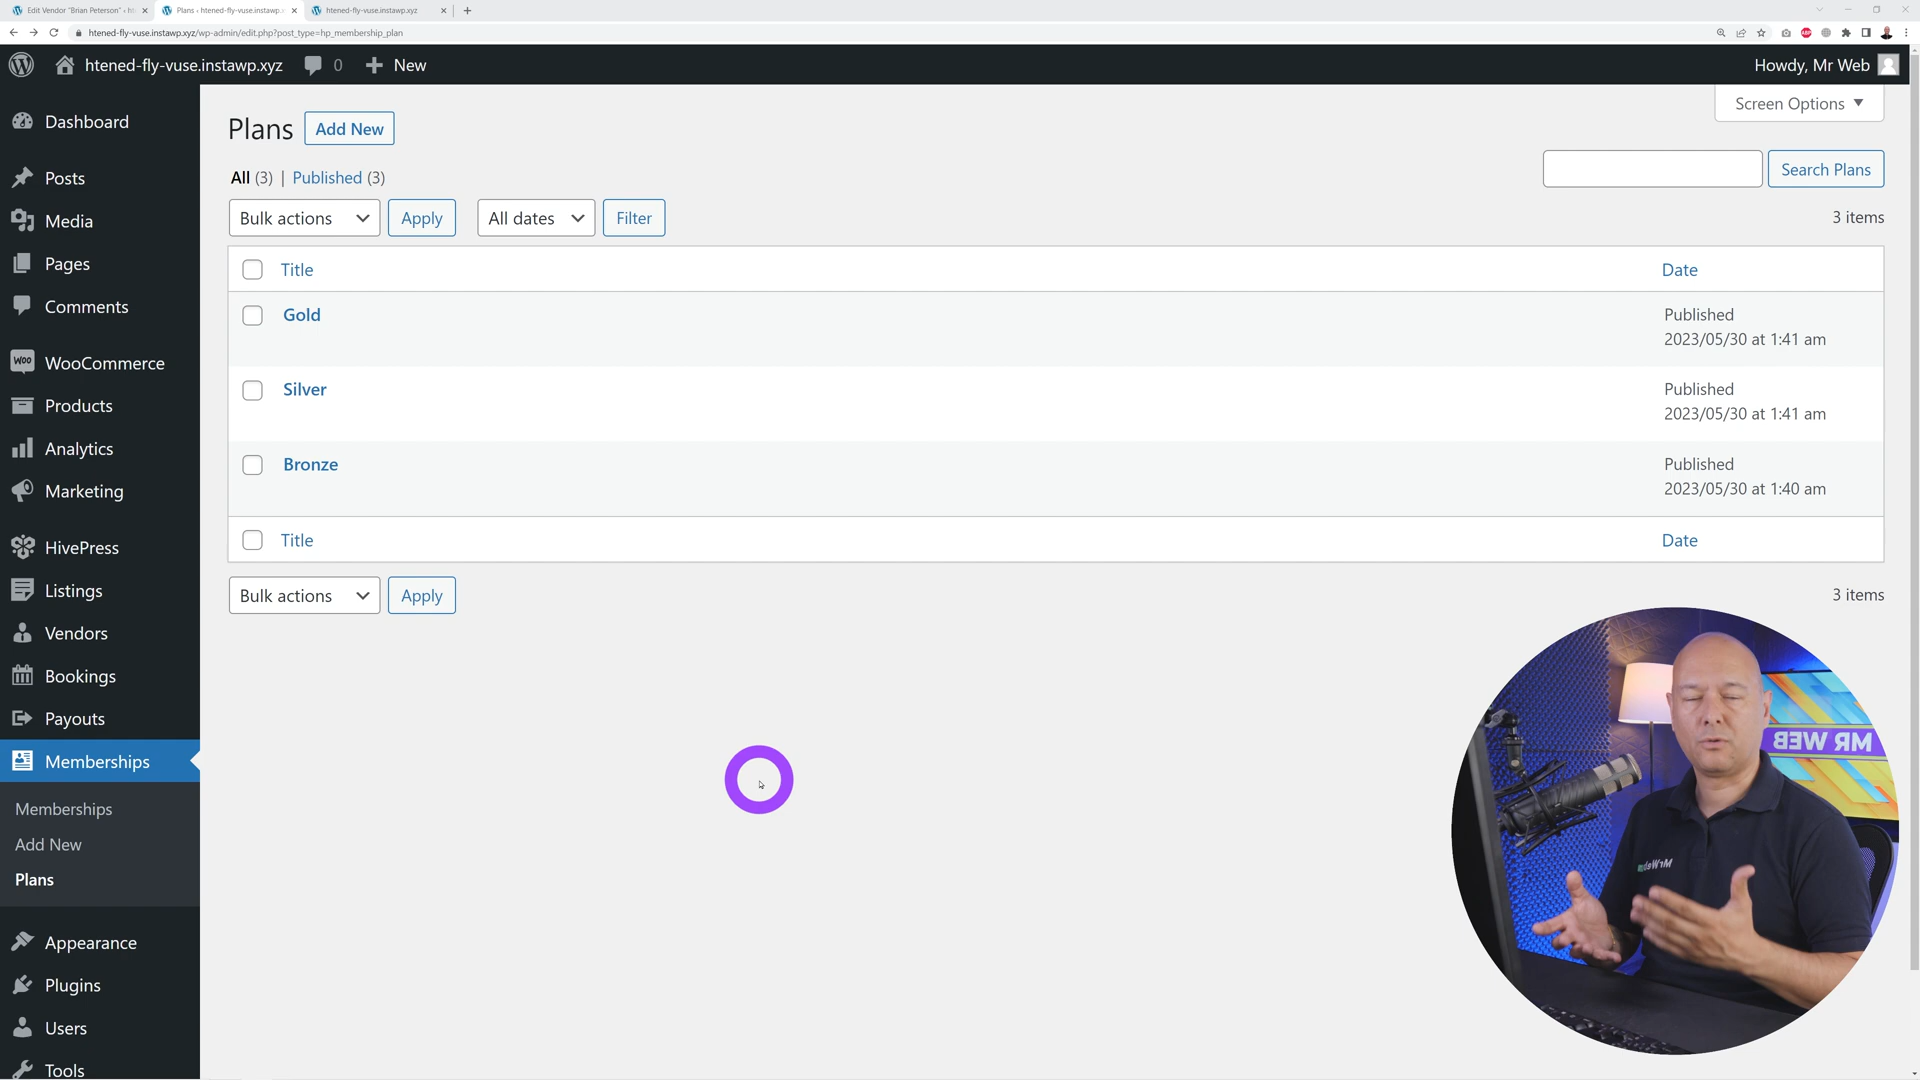 Edit Vendor "Brian Peterson" ‹ ht
Plans ‹ htened-fly-vuse.instawp.xyz
htened-fly-vuse.instawp.xyz
htened-fly-vuse.instawp.xyz/wp-admin/edit.php?post_type=hp_membership_plan
htened-fly-vuse.instawp.xyz
0
New
Howdy, Mr Web
Screen Options
Dashboard
Posts
Media
Pages
Comments
WooCommerce
Products
Analytics
Marketing
HivePress
Listings
Vendors
Bookings
Payouts
Memberships
Memberships
Add New
Plans
Appearance
Plugins
Users
Tools
Plans
Add New
All (3) | Published (3)
Search Plans
Bulk actions
Apply
All dates
Filter
3 items
Title
Date
Gold
Published
2023/05/30 at 1:41 am
Silver
Published
2023/05/30 at 1:41 am
Bronze
Published
2023/05/30 at 1:40 am
Title
Date
Bulk actions
Apply
3 items
MR WEB